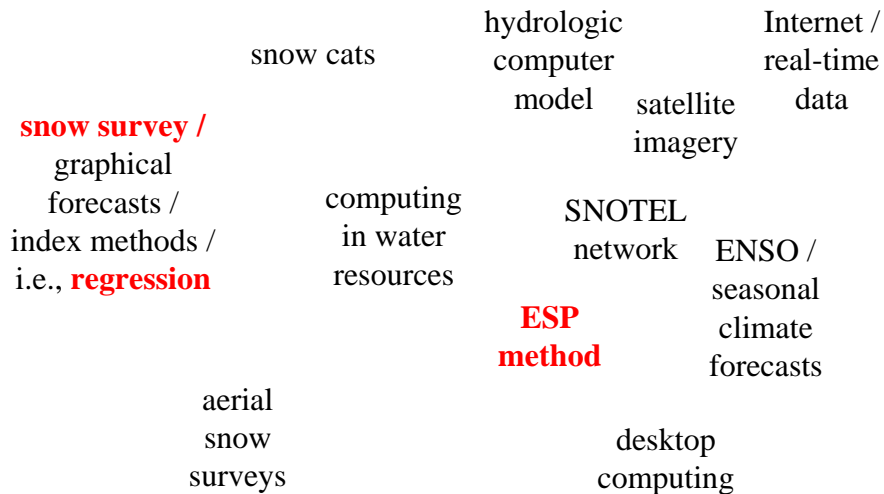 snow cats
hydrologic
computer
model
Internet /
real-time
data
satellite
imagery
snow survey /
graphical
forecasts /
index methods /
i.e., regression
computing
in water
resources
SNOTEL
network
ENSO /
seasonal
climate
forecasts
ESP
method
aerial
snow
surveys
desktop
computing